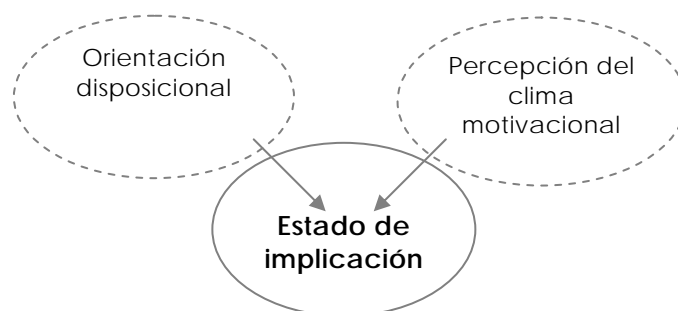 Orientación
disposicional
Percepción del
clima
motivacional
Estado de
implicación